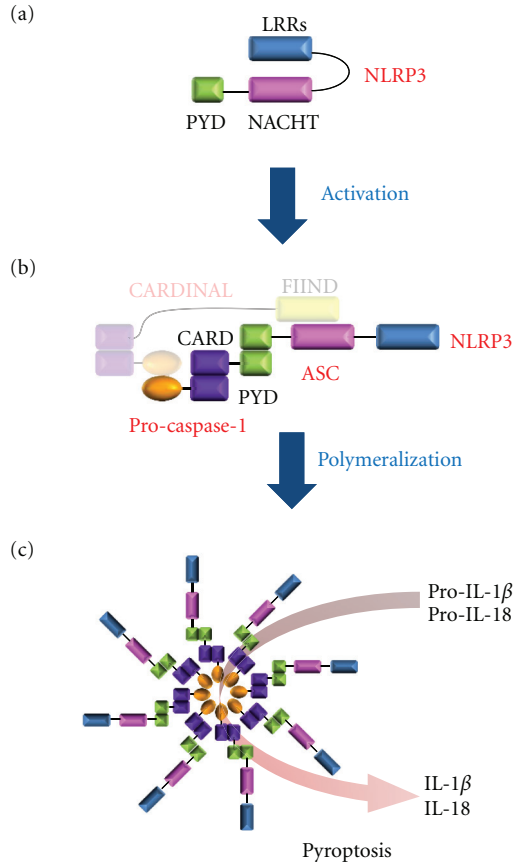 (a)
LRRs
NLRP3
PYD
NACHT
Activation
(b)
CARDINAL
FIIND
CARD
NLRP3
ASC
PYD
Pro-caspase-1
Polymeralization
(c)
Pro-IL-1β
Pro-IL-18
IL-1β
IL-18
Pyroptosis